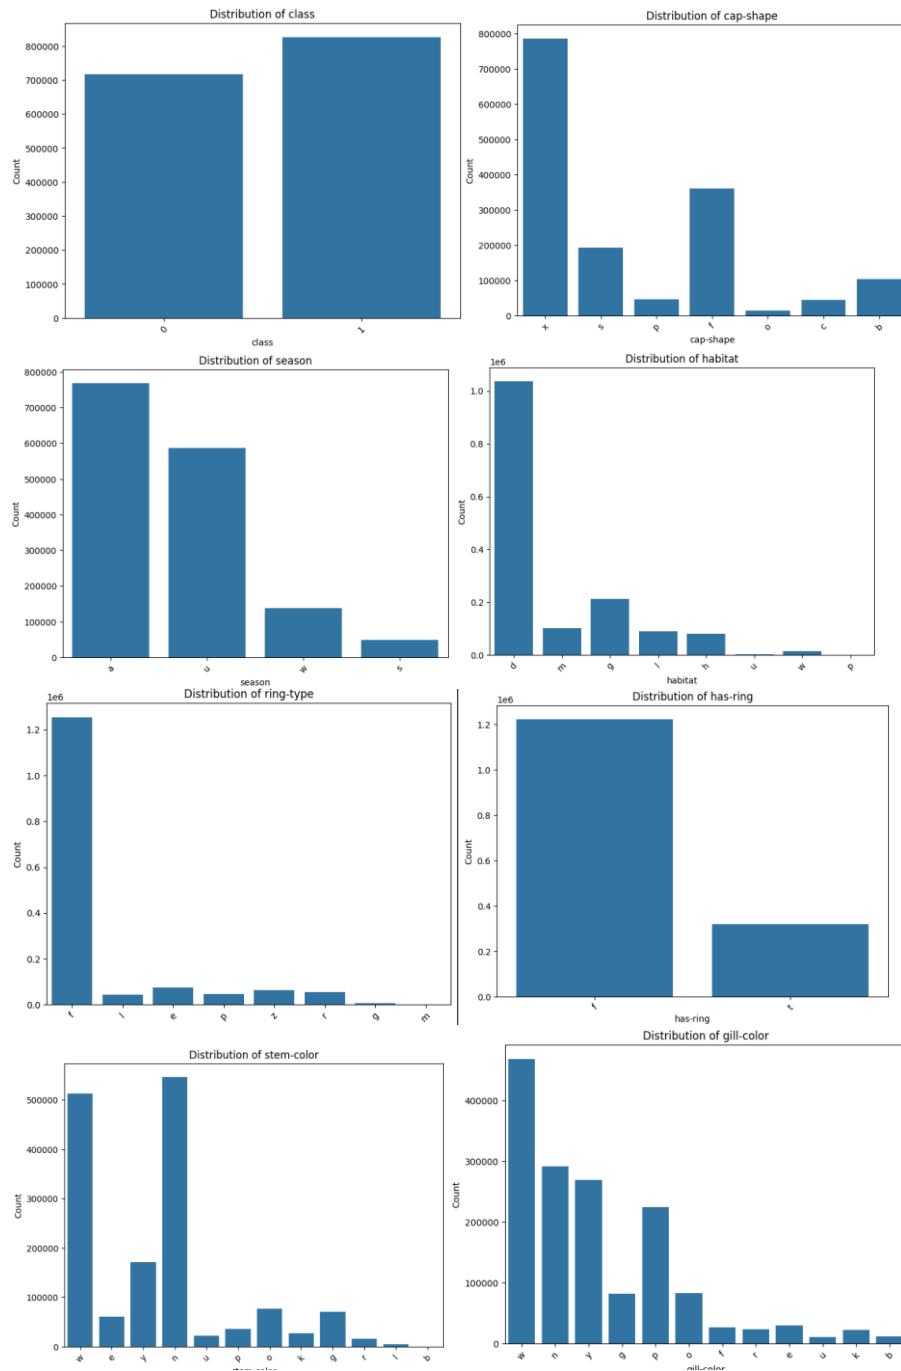 Distribution of class
800000
700000
600000
500000
400000
300000
200000
100000
0
Count
0 1
class
Distribution of cap-shape
800000
700000
600000
500000
400000
300000
200000
100000
0
Count
x s p f o c b
cap-shape
Distribution of season
800000
700000
600000
500000
400000
300000
200000
100000
0
Count
a u w s
season
Distribution of habitat
1e6
1.0
0.8
0.6
0.4
0.2
0.0
Count
d m g l h u w p
habitat
Distribution of ring-type
1e6
1.2
1.0
0.8
0.6
0.4
0.2
0.0
Count
f l e p z r g m
Distribution of has-ring
1e6
1.2
1.0
0.8
0.6
0.4
0.2
0.0
Count
f t
has-ring
Distribution of stem-color
500000
400000
300000
200000
100000
0
Count
w e y n u p o k g r l b
stem-color
Distribution of gill-color
400000
300000
200000
100000
0
Count
w n y g p o f r e u k b
gill-color